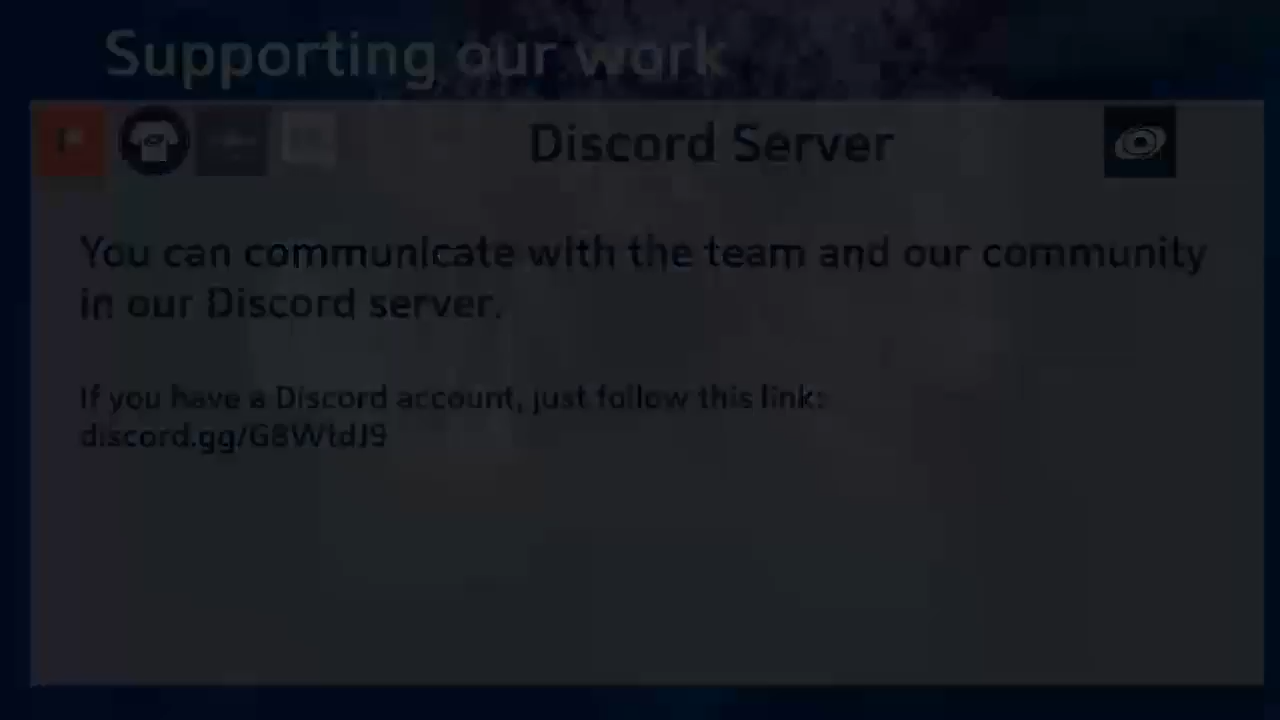 Supporting our work
Discord Server
You can communicate with the team and our community
in our Discord server.
If you have a Discord account, just follow this link:
discord.gg/G8WtdJ9